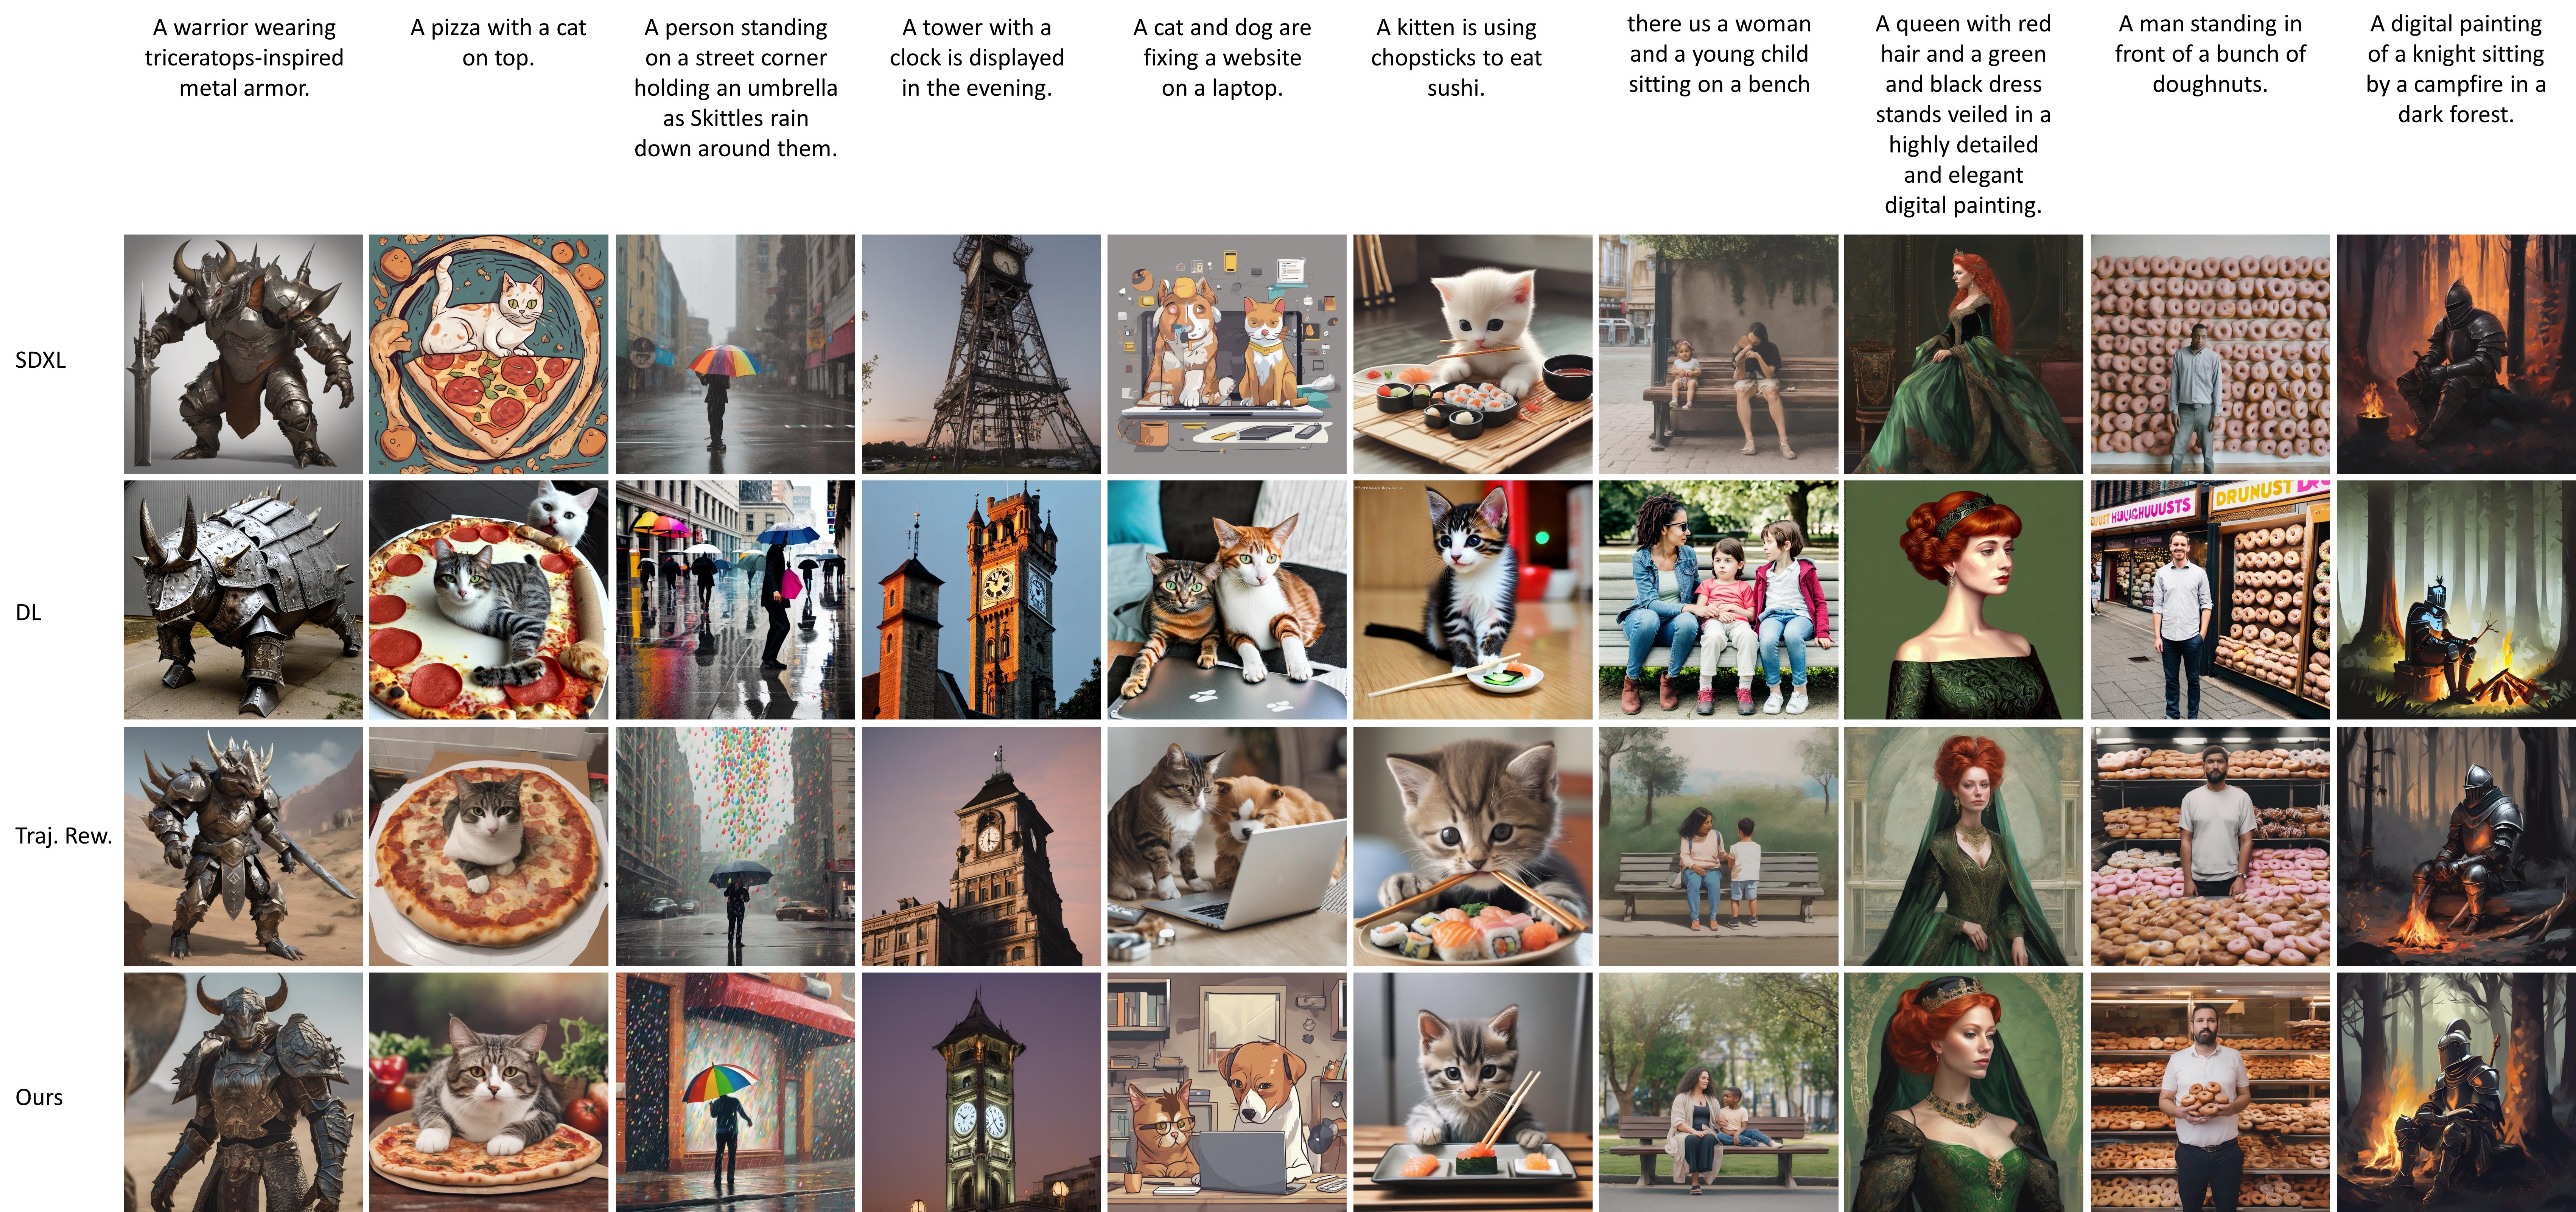 A warrior wearing
triceratops-inspired
metal armor.
A pizza with a cat
on top.
A person standing
on a street corner
holding an umbrella
as Skittles rain
down around them.
A tower with a
clock is displayed
in the evening.
A cat and dog are
fixing a website
on a laptop.
A kitten is using
chopsticks to eat
sushi.
there us a woman
and a young child
sitting on a bench
A queen with red
hair and a green
and black dress
stands veiled in a
highly detailed
and elegant
digital painting.
A man standing in
front of a bunch of
doughnuts.
A digital painting
of a knight sitting
by a campfire in a
dark forest.
SDXL
DL
DRUNUST
Traj. Rew.
Ours